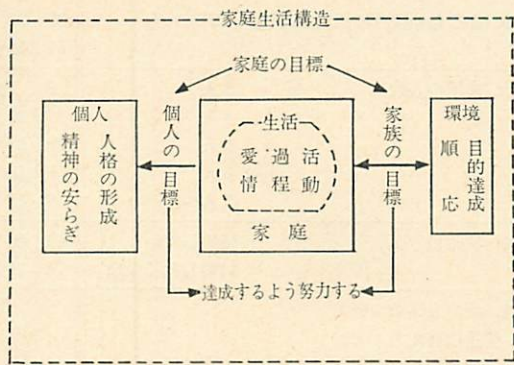 家庭生活構造
家庭の目標
個人
人格の形成
精神の安らぎ
個人の目標
生活
愛情
過程
活動
家庭
家族の目標
環境
目的達成
順応
達成するよう努力する